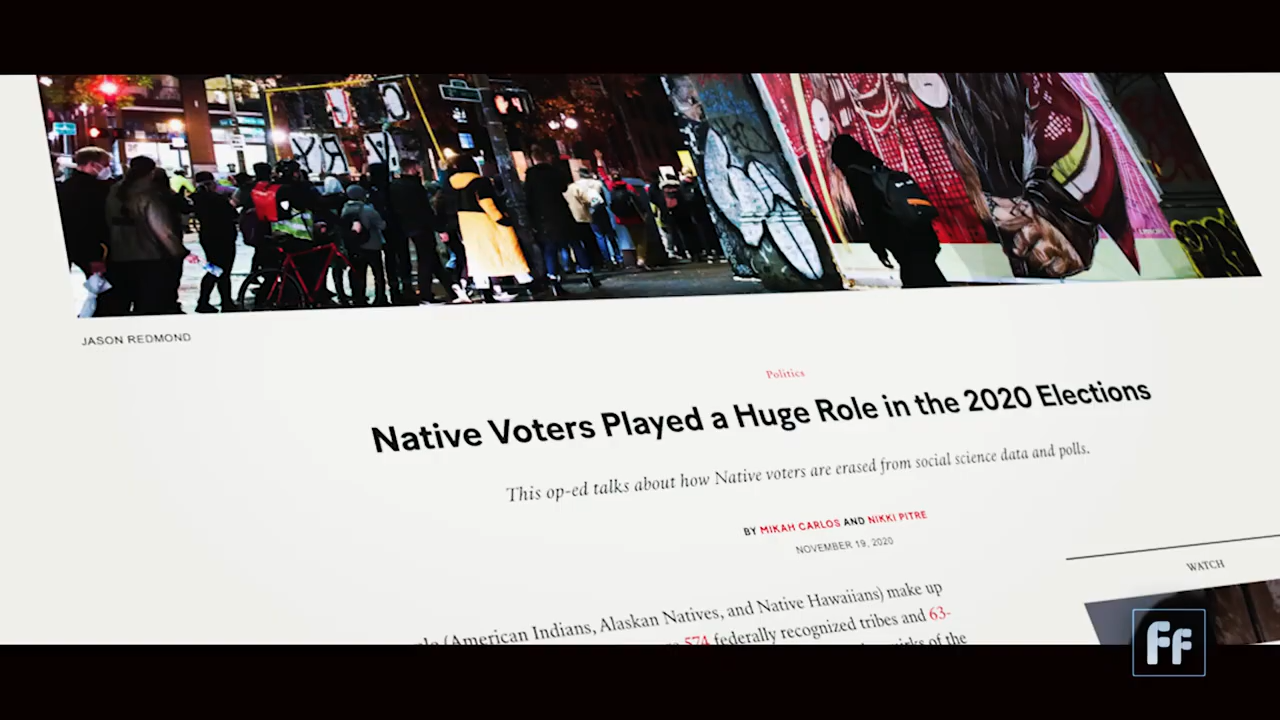 JASON REDMOND
Politics
Native Voters Played a Huge Role in the 2020 Elections
This op-ed talks about how Native voters are erased from social science data and polls.
BY MIKAH CARLOS AND NIKKI PITRE
NOVEMBER 19, 2020
WATCH
(American Indians, Alaskan Natives, and Native Hawaiians) make up
574 federally recognized tribes and 63-
of the
Ff